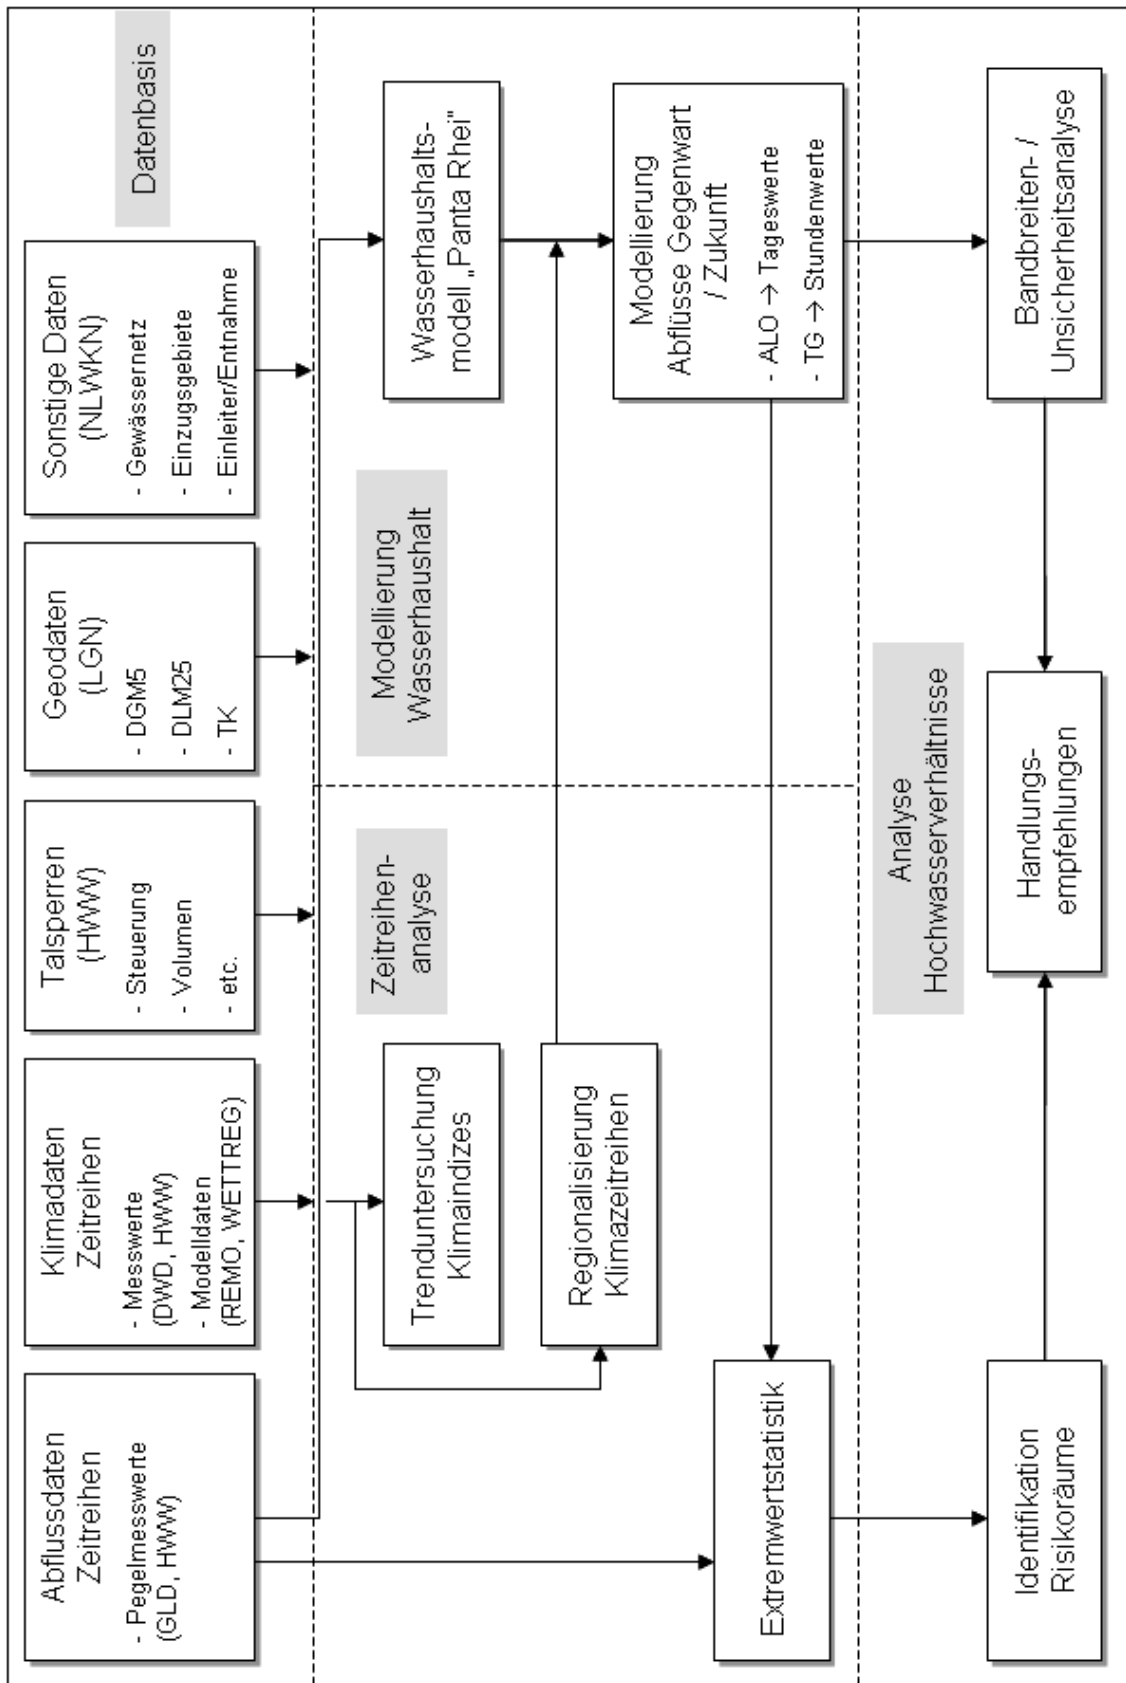 Abflussdaten
Zeitreihen
- Pegelmesswerte
(GLD, HWW)
Klimadaten
Zeitreihen
- Messwerte
(DWD, HWW)
- Modelldaten
(REMO, WETTREG)
Talsperren
(HWW)
- Steuerung
- Volumen
- etc.
Geodaten
(LGN)
- DGM5
- DLM25
- TK
Sonstige Daten
(NLWKN)
- Gewässernetz
- Einzugsgebiete
- Einleiter/Entnahme
Datenbasis
Trenduntersuchung
Klimaindizes
Zeitreihen-
analyse
Modellierung
Wasserhaushalt
Wasserhaushalts-
modell „Panta Rhei"
Regionalisierung
Klimazeitreihen
Extremwertstatistik
Modellierung
Abflüsse Gegenwart
/ Zukunft
- ALO → Tageswerte
- TG → Stundenwerte
Analyse
Hochwasserverhältnisse
Identifikation
Risikoräume
Handlungs-
empfehlungen
Bandbreiten- /
Unsicherheitsanalyse